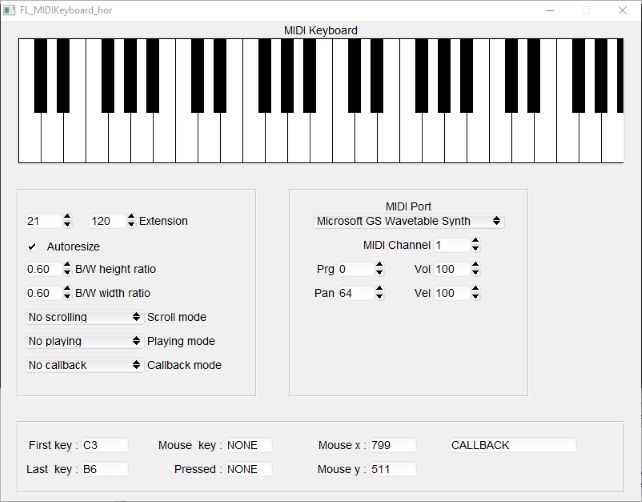 FL_MIDIKeyboard_hor
MIDI Keyboard
21 120 Extension
Autoresize
0.60 B/W height ratio
0.60 B/W width ratio
No scrolling Scroll mode
No playing Playing mode
No callback Callback mode
MIDI Port
Microsoft GS Wavetable Synth
MIDI Channel 1
Prg 0 Vol 100
Pan 64 Vel 100
First key : C3 Mouse key : NONE Mouse x : 799 CALLBACK
Last key : B6 Pressed : NONE Mouse y : 511